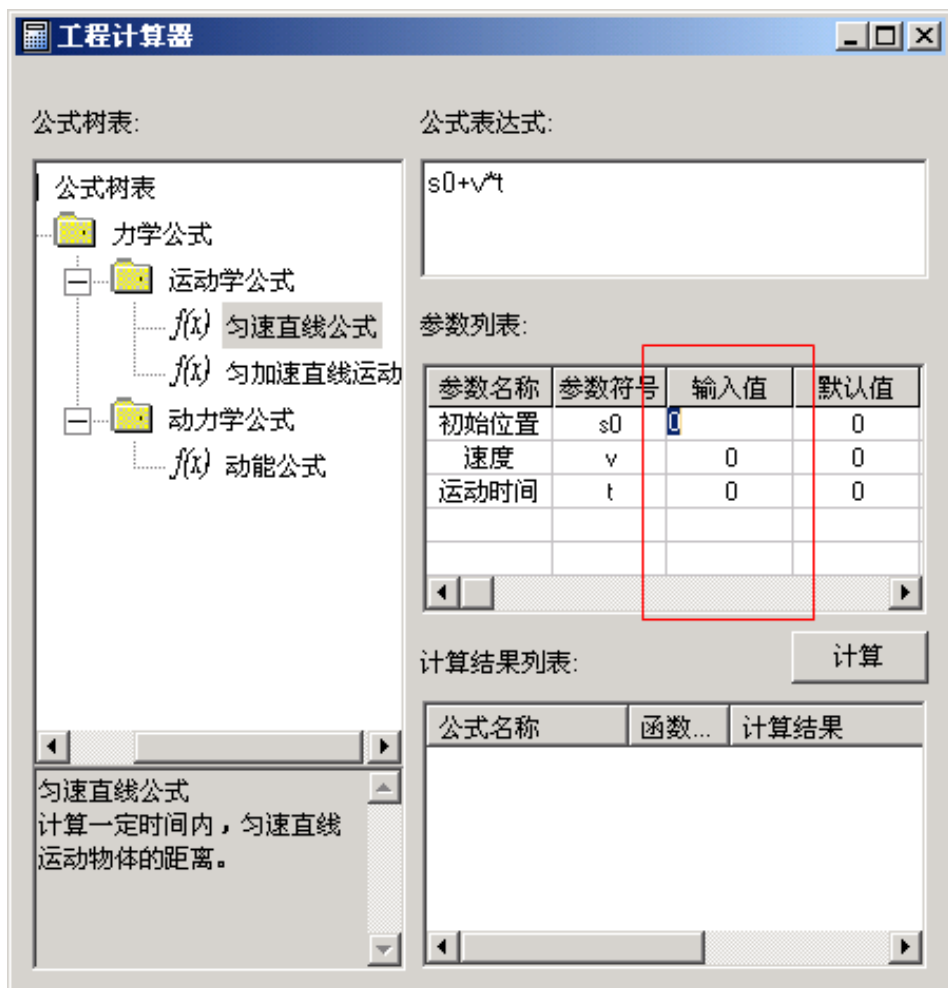 工程计算器
公式树表:
公式树表
力学公式
运动学公式
f(x) 匀速直线公式
f(x) 匀加速直线运动
动力学公式
f(x) 动能公式
匀速直线公式
计算一定时间内，匀速直线
运动物体的距离。
公式表达式:
s0+v*t
参数列表:
参数名称 参数符号 输入值 默认值
初始位置 s0 0 0
速度 v 0 0
运动时间 t 0 0
计算
计算结果列表:
公式名称 函数... 计算结果